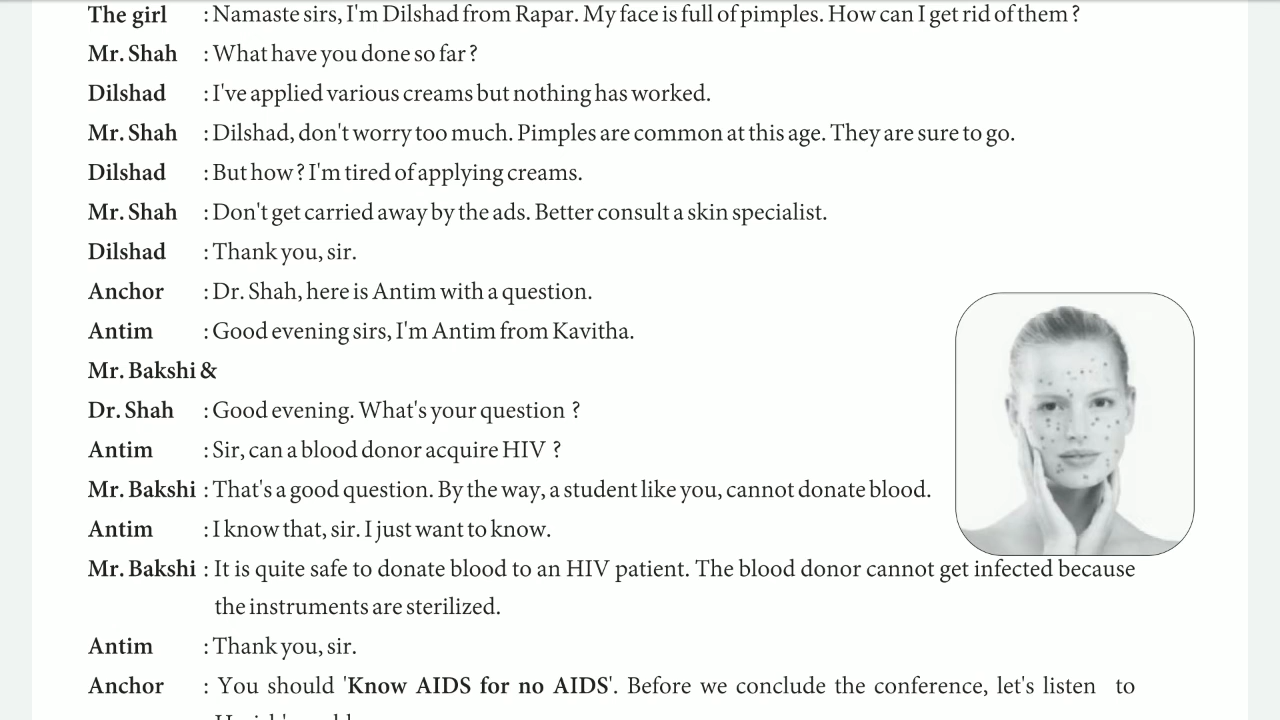 The girl : Namaste sirs, I'm Dilshad from Rapar. My face is full of pimples. How can I get rid of them ?
Mr. Shah : What have you done so far ?
Dilshad : I've applied various creams but nothing has worked.
Mr. Shah : Dilshad, don't worry too much. Pimples are common at this age. They are sure to go.
Dilshad : But how ? I'm tired of applying creams.
Mr. Shah : Don't get carried away by the ads. Better consult a skin specialist.
Dilshad : Thank you, sir.
Anchor : Dr. Shah, here is Antim with a question.
Antim : Good evening sirs, I'm Antim from Kavitha.
Mr. Bakshi &
Dr. Shah : Good evening. What's your question ?
Antim : Sir, can a blood donor acquire HIV ?
Mr. Bakshi : That's a good question. By the way, a student like you, cannot donate blood.
Antim : I know that, sir. I just want to know.
Mr. Bakshi : It is quite safe to donate blood to an HIV patient. The blood donor cannot get infected because
the instruments are sterilized.
Antim : Thank you, sir.
Anchor : You should 'Know AIDS for no AIDS'. Before we conclude the conference, let's listen to